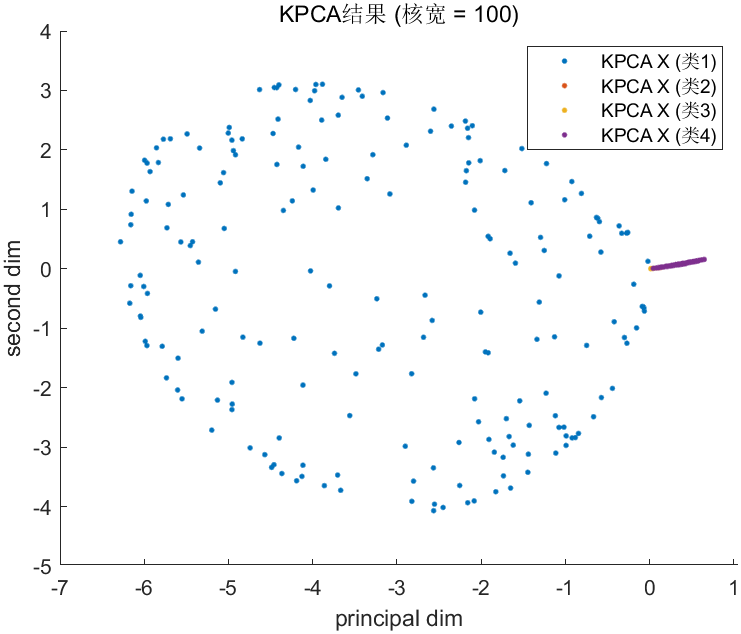 KPCA结果 (核宽 = 100)
KPCA X (类1)
KPCA X (类2)
KPCA X (类3)
KPCA X (类4)
4
3
2
1
0
-1
-2
-3
-4
-5
second dim
-7 -6 -5 -4 -3 -2 -1 0 1
principal dim